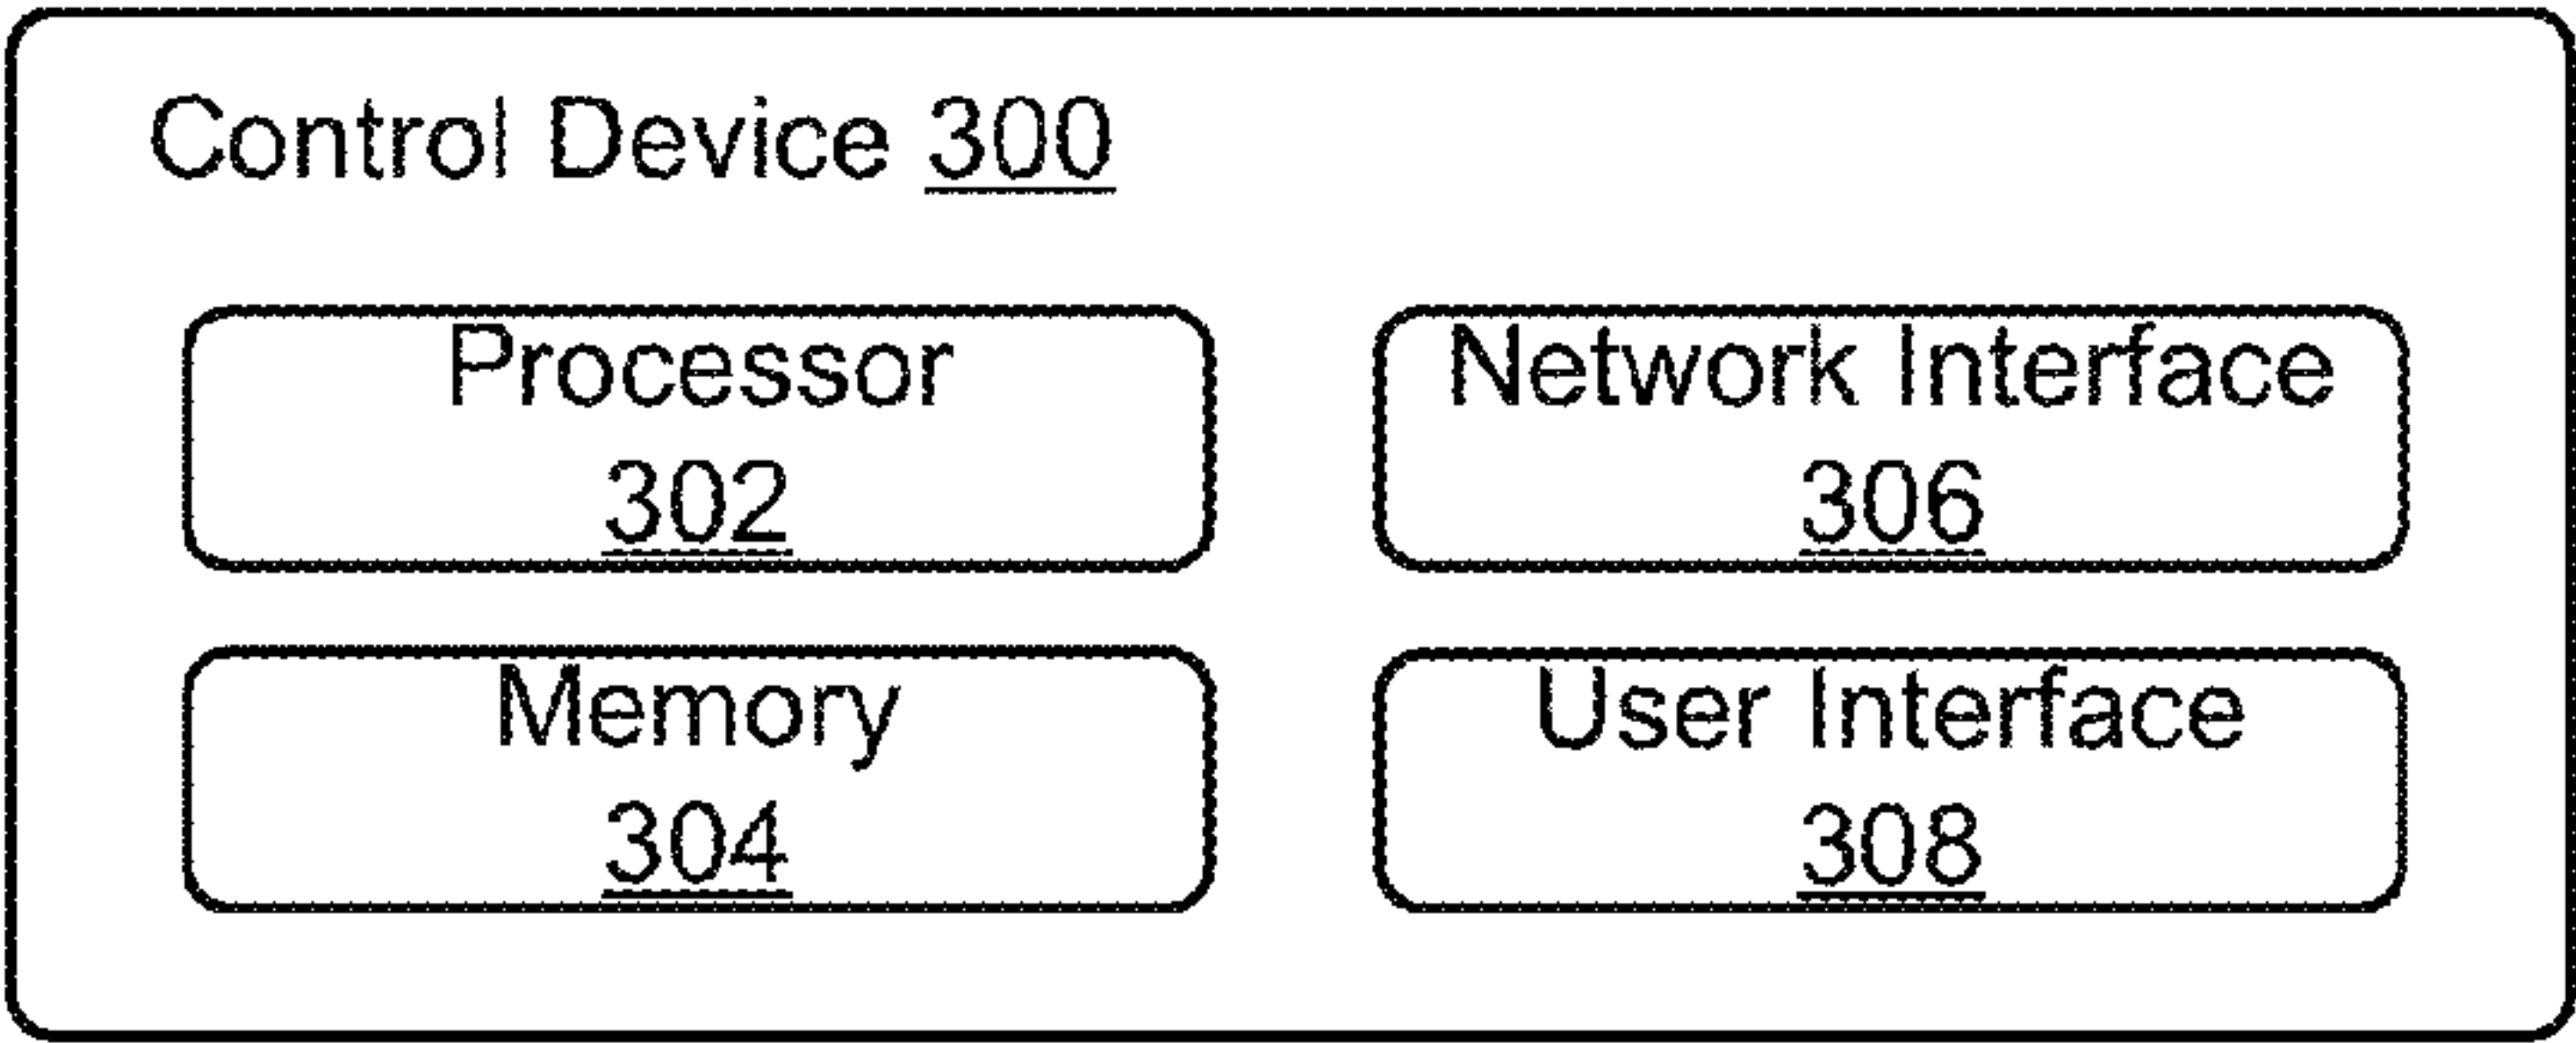 Control Device 300
Processor
302
Network Interface
306
Memory
304
User Interface
308